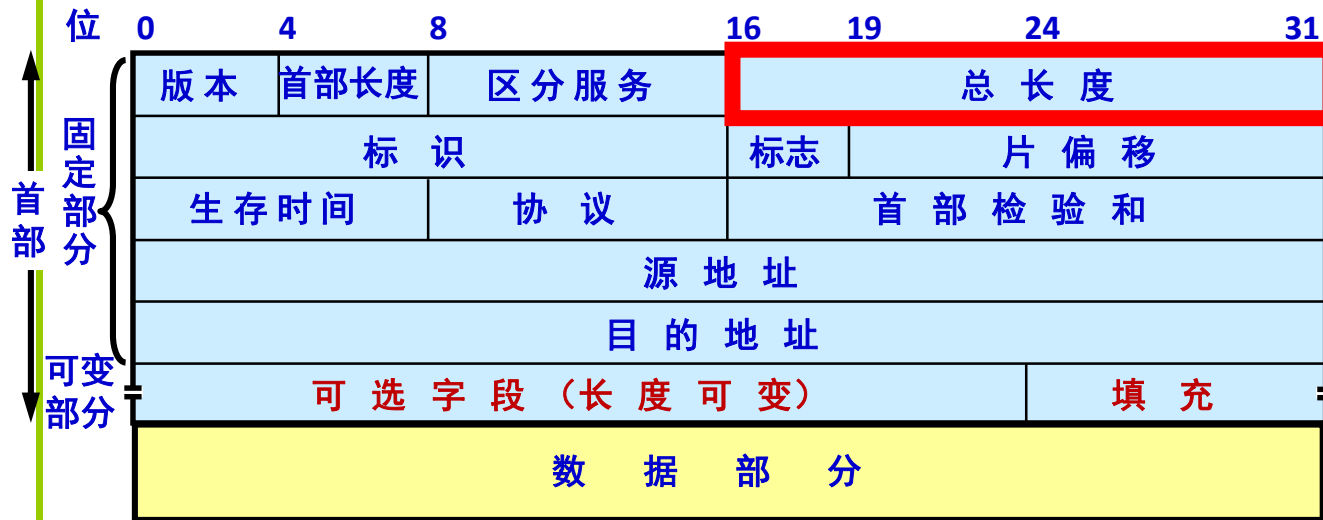 位 0 4 8 16 19 24 31
版本 首部长度 区分服务 总长度
标识 标志 片偏移
生存时间 协议 首部检验和
源地址
目的地址
可选字段（长度可变） 填充
数据部分
首部
固定部分
可变部分